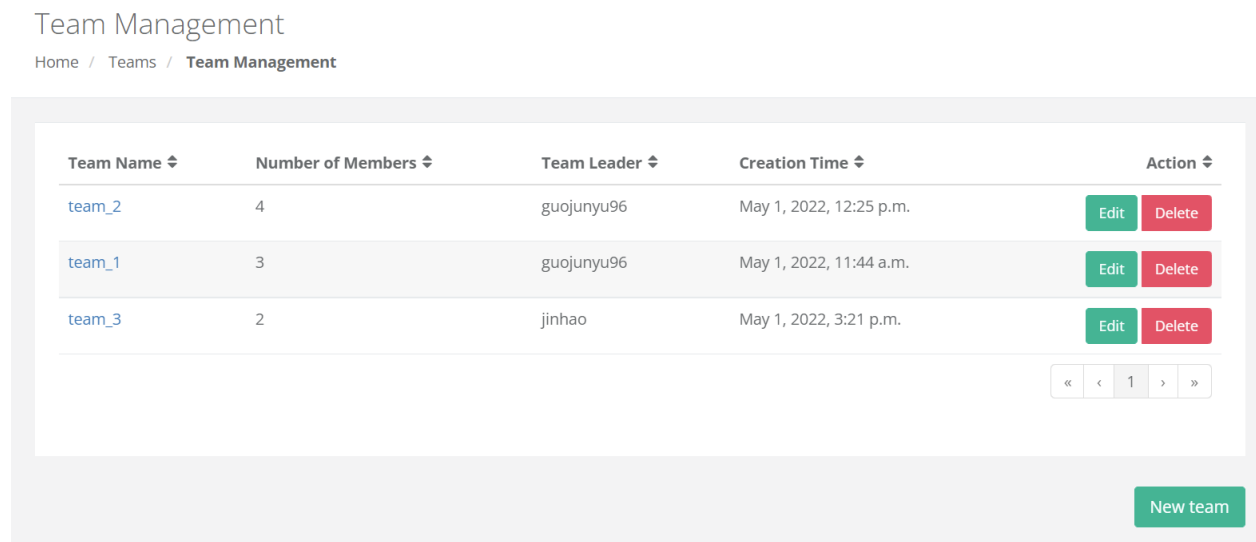 Team Management
Home / Teams / Team Management
Team Name Number of Members Team Leader Creation Time Action
team_2 4 guojunyu96 May 1, 2022, 12:25 p.m. Edit Delete
team_1 3 guojunyu96 May 1, 2022, 11:44 a.m. Edit Delete
team_3 2 jinhao May 1, 2022, 3:21 p.m. Edit Delete
« ‹ 1 › »
New team